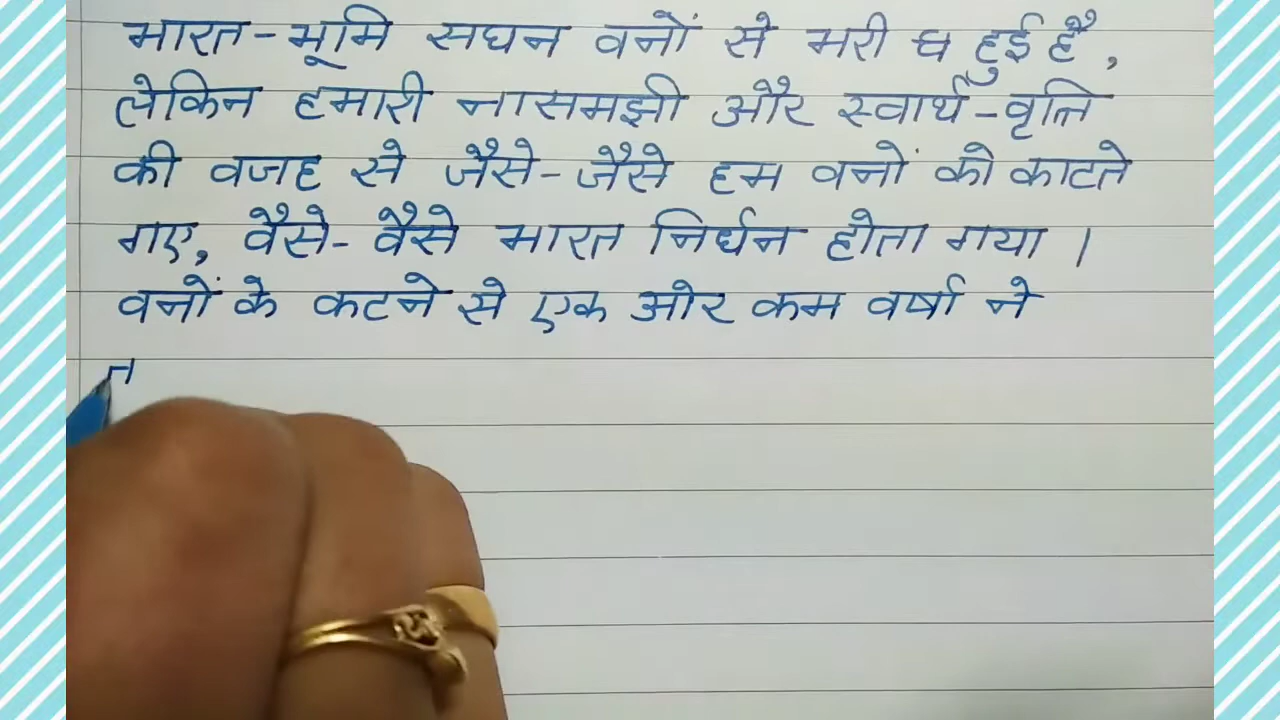 भारत-भूमि सघन वनों से भरी हुई है,
लेकिन हमारी नासमझी और स्वार्थ-वृत्ति
की वजह से जैसे-जैसे हम वनों को काटते
गए, वैसे-वैसे भारत निर्धन होता गया ।
वनों के कटने से एक ओर कम वर्षा ने